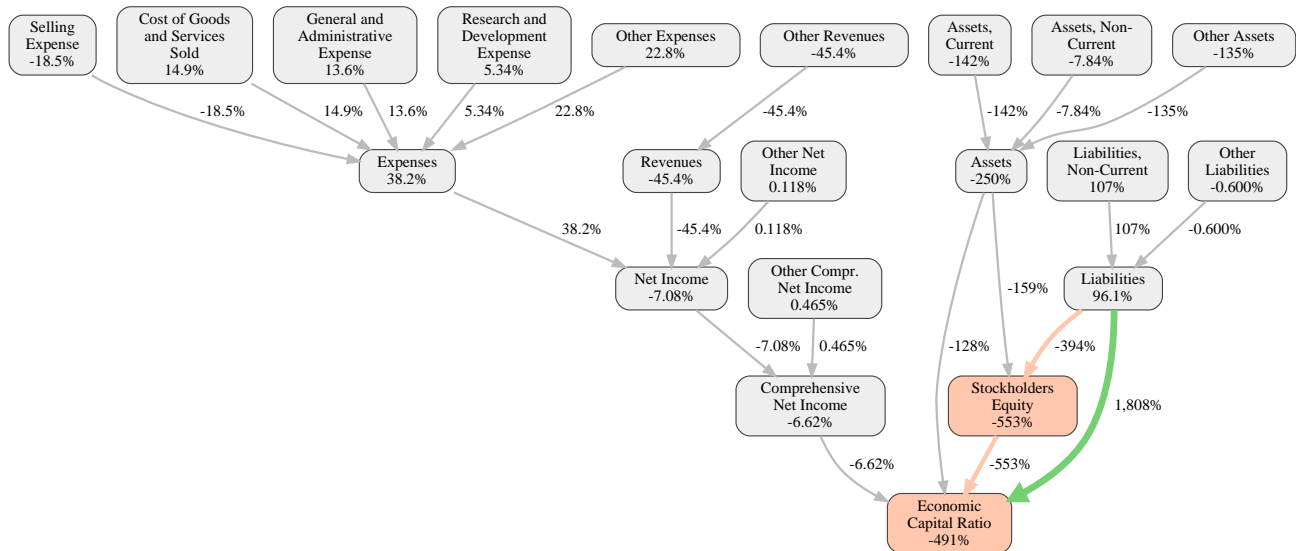 Selling
Expense
-18.5%
Cost of Goods
and Services
Sold
14.9%
General and
Administrative
Expense
13.6%
Research and
Development
Expense
5.34%
Other Expenses
22.8%
Other Revenues
-45.4%
Assets,
Current
-142%
Assets, Non-
Current
-7.84%
Other Assets
-135%
-18.5%
14.9%
13.6%
5.34%
22.8%
-45.4%
-142%
-7.84%
-135%
Expenses
38.2%
Revenues
-45.4%
Other Net
Income
0.118%
Assets
-250%
Liabilities,
Non-Current
107%
Other
Liabilities
-0.600%
38.2%
-45.4%
0.118%
107%
-0.600%
Net Income
-7.08%
Other Compr.
Net Income
0.465%
-159%
Liabilities
96.1%
-7.08%
0.465%
-128%
-394%
Comprehensive
Net Income
-6.62%
Stockholders
Equity
-553%
1,808%
-6.62%
-553%
Economic
Capital Ratio
-491%